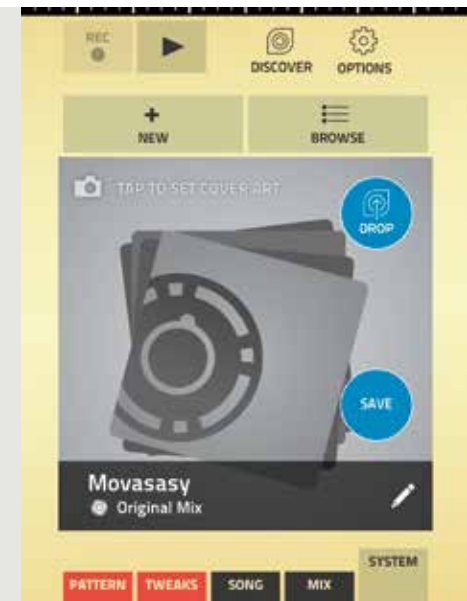 REC
DISCOVER
OPTIONS
NEW
BROWSE
TAP TO SET COVER ART
DROP
SAVE
Movasasy
Original Mix
SYSTEM
PATTERN
TWEAKS
SONG
MIX